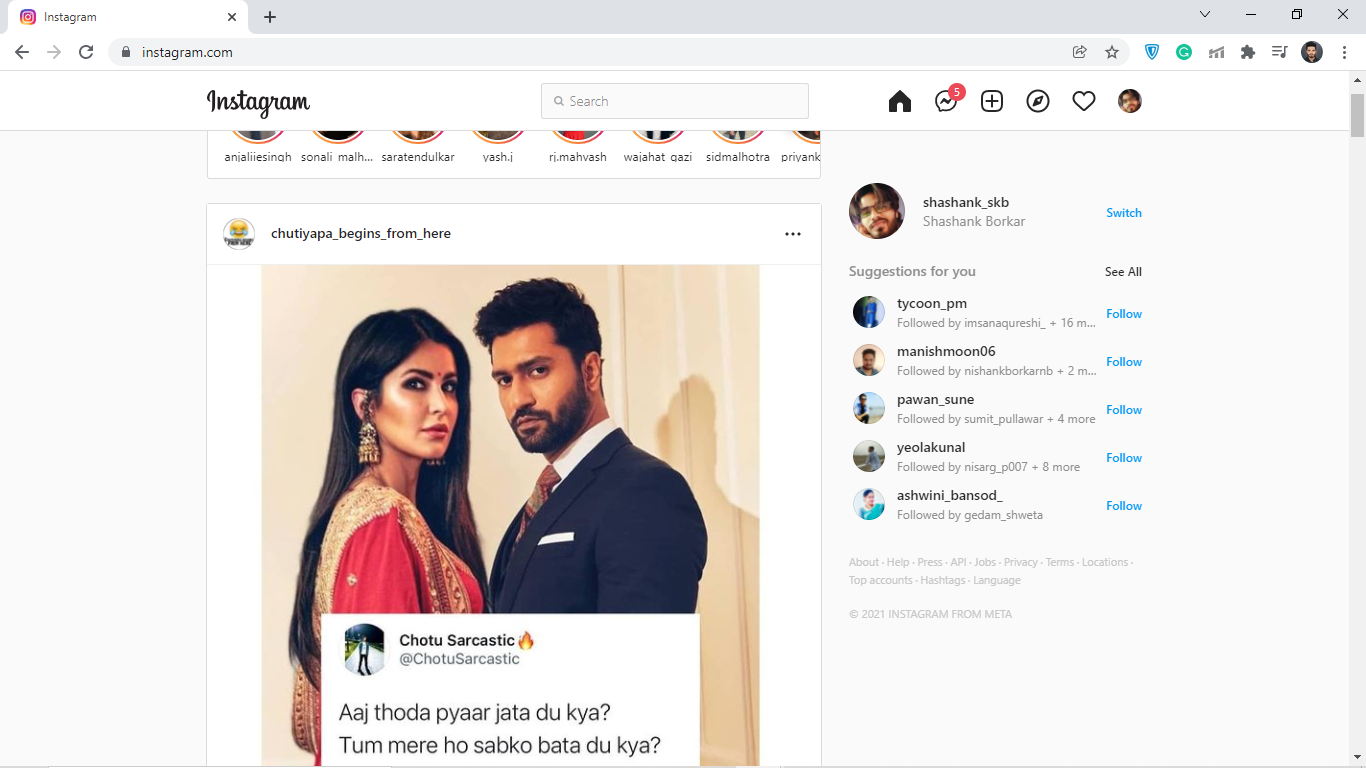 Instagram
instagram.com
Instagram
Search
5
anjaliiesingh sonali_malh... saratendulkar yash.j rj.mahvash wajahat_qazi sidmalhotra priyank
shashank_skb
Shashank Borkar
Switch
chutiyapa_begins_from_here
Suggestions for you
See All
tycoon_pm
Followed by imsanaqureshi_ + 16 m...
Follow
manishmoon06
Followed by nishankborkarnb + 2 m...
Follow
pawan_sune
Followed by sumit_pullawar + 4 more
Follow
yeolakunal
Followed by nisarg_p007 + 8 more
Follow
ashwini_bansod_
Followed by gedam_shweta
Follow
About · Help · Press · API · Jobs · Privacy · Terms · Locations ·
Top accounts · Hashtags · Language
© 2021 INSTAGRAM FROM META
Chotu Sarcastic🔥
@ChotuSarcastic
Aaj thoda pyaar jata du kya?
Tum mere ho sabko bata du kya?